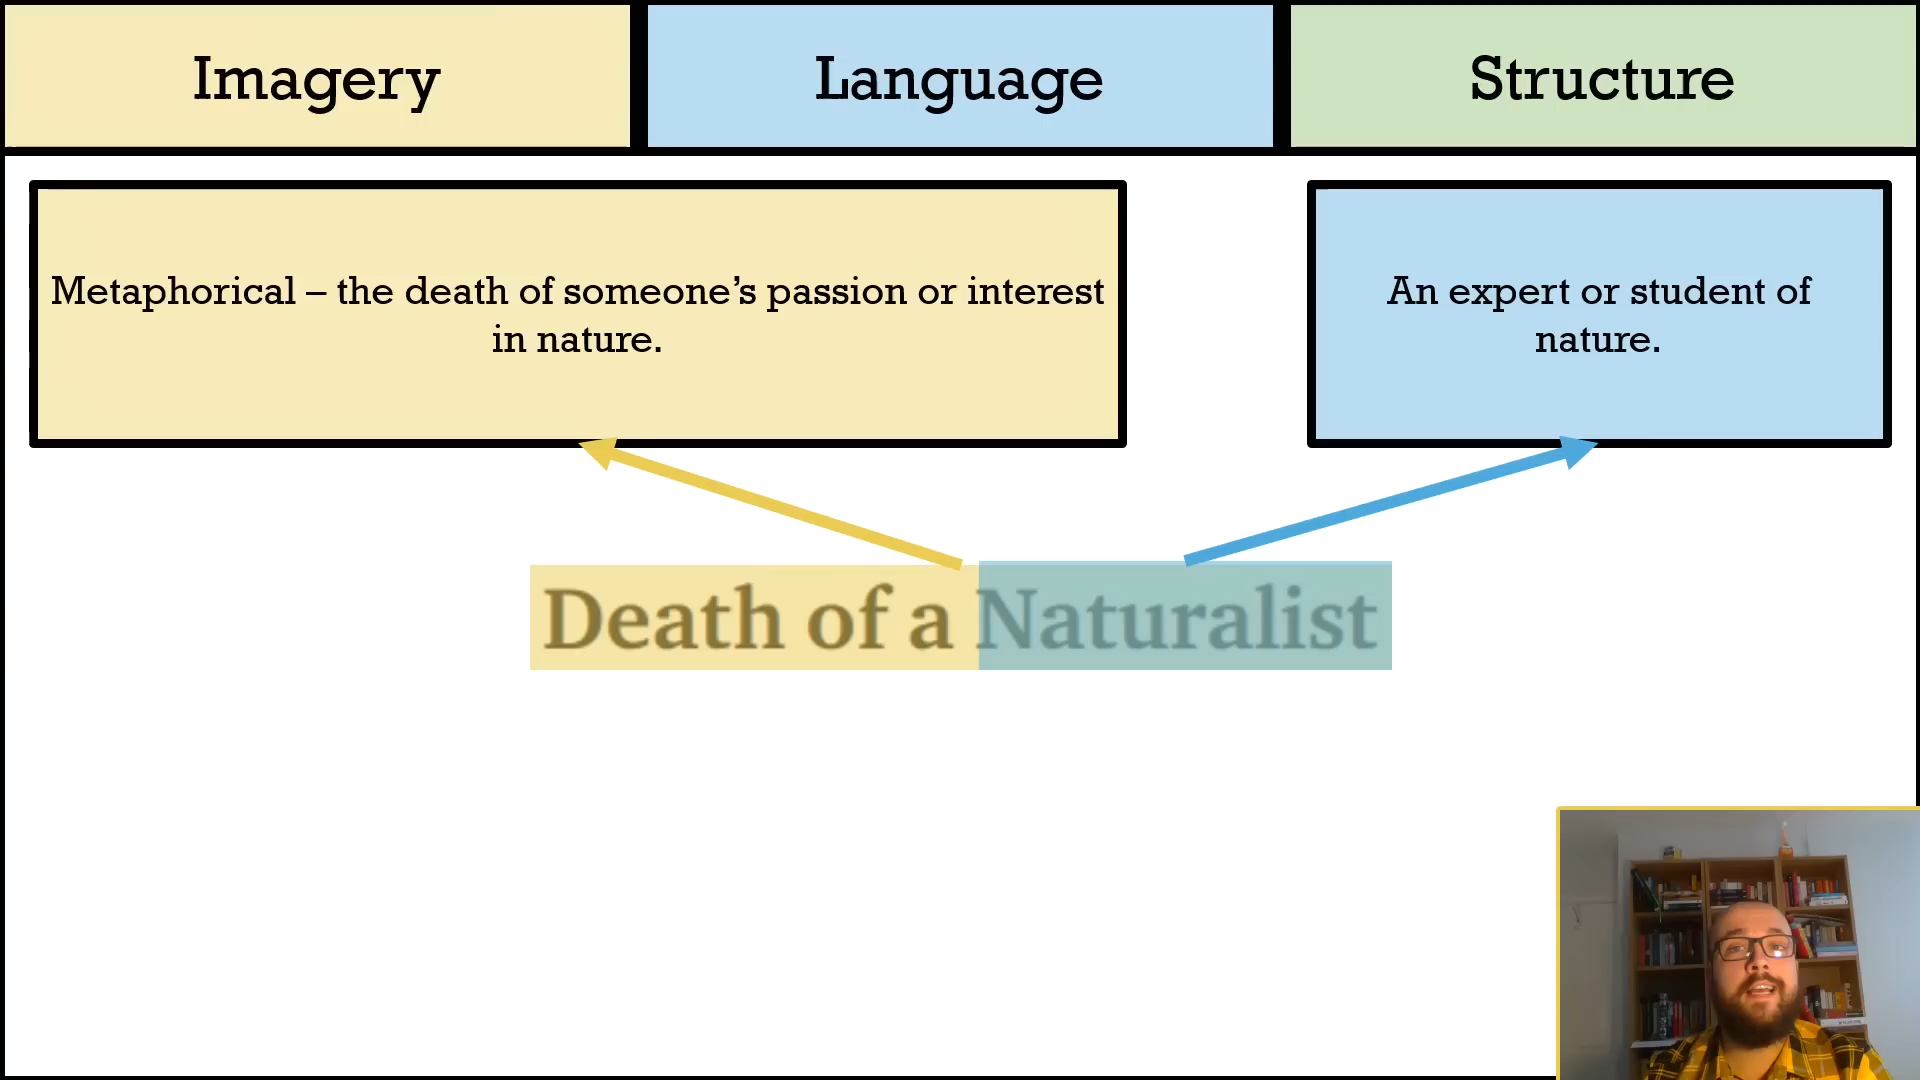 Imagery
Language
Structure
Metaphorical – the death of someone’s passion or interest
in nature.
An expert or student of
nature.
Death of a Naturalist